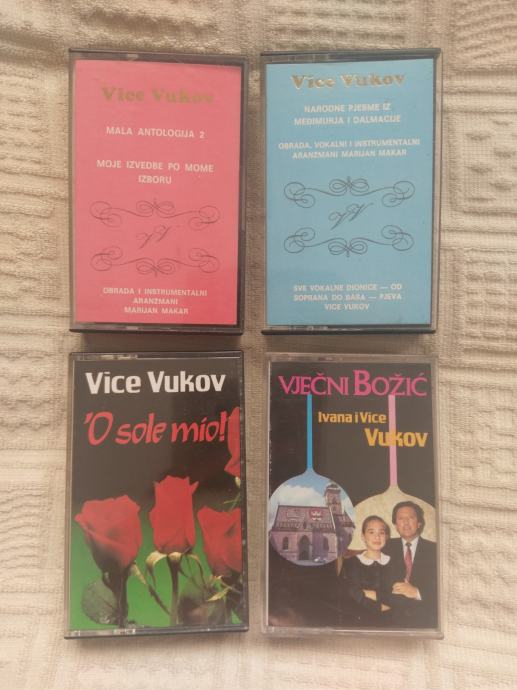 Vice Vukov
MALA ANTOLOGIJA 2
MOJE IZVEDBE PO MOME
IZBORU
VV
OBRADA I INSTRUMENTALNI
ARANZMANI
MARIJAN MAKAR
Vice Vukov
NARODNE PJESME IZ
MEĐIMURJA I DALMACIJE
OBRADA, VOKALNI I INSTRUMENTALNI
ARANZMANI MARIJAN MAKAR
VV
SVE VOKALNE DIONICE — OD
SOPRANA DO BASA — PJEVA
VICE VUKOV
Vice Vukov
'O sole mio!
VJEČNI BOŽIĆ
Ivana i Vice
Vukov